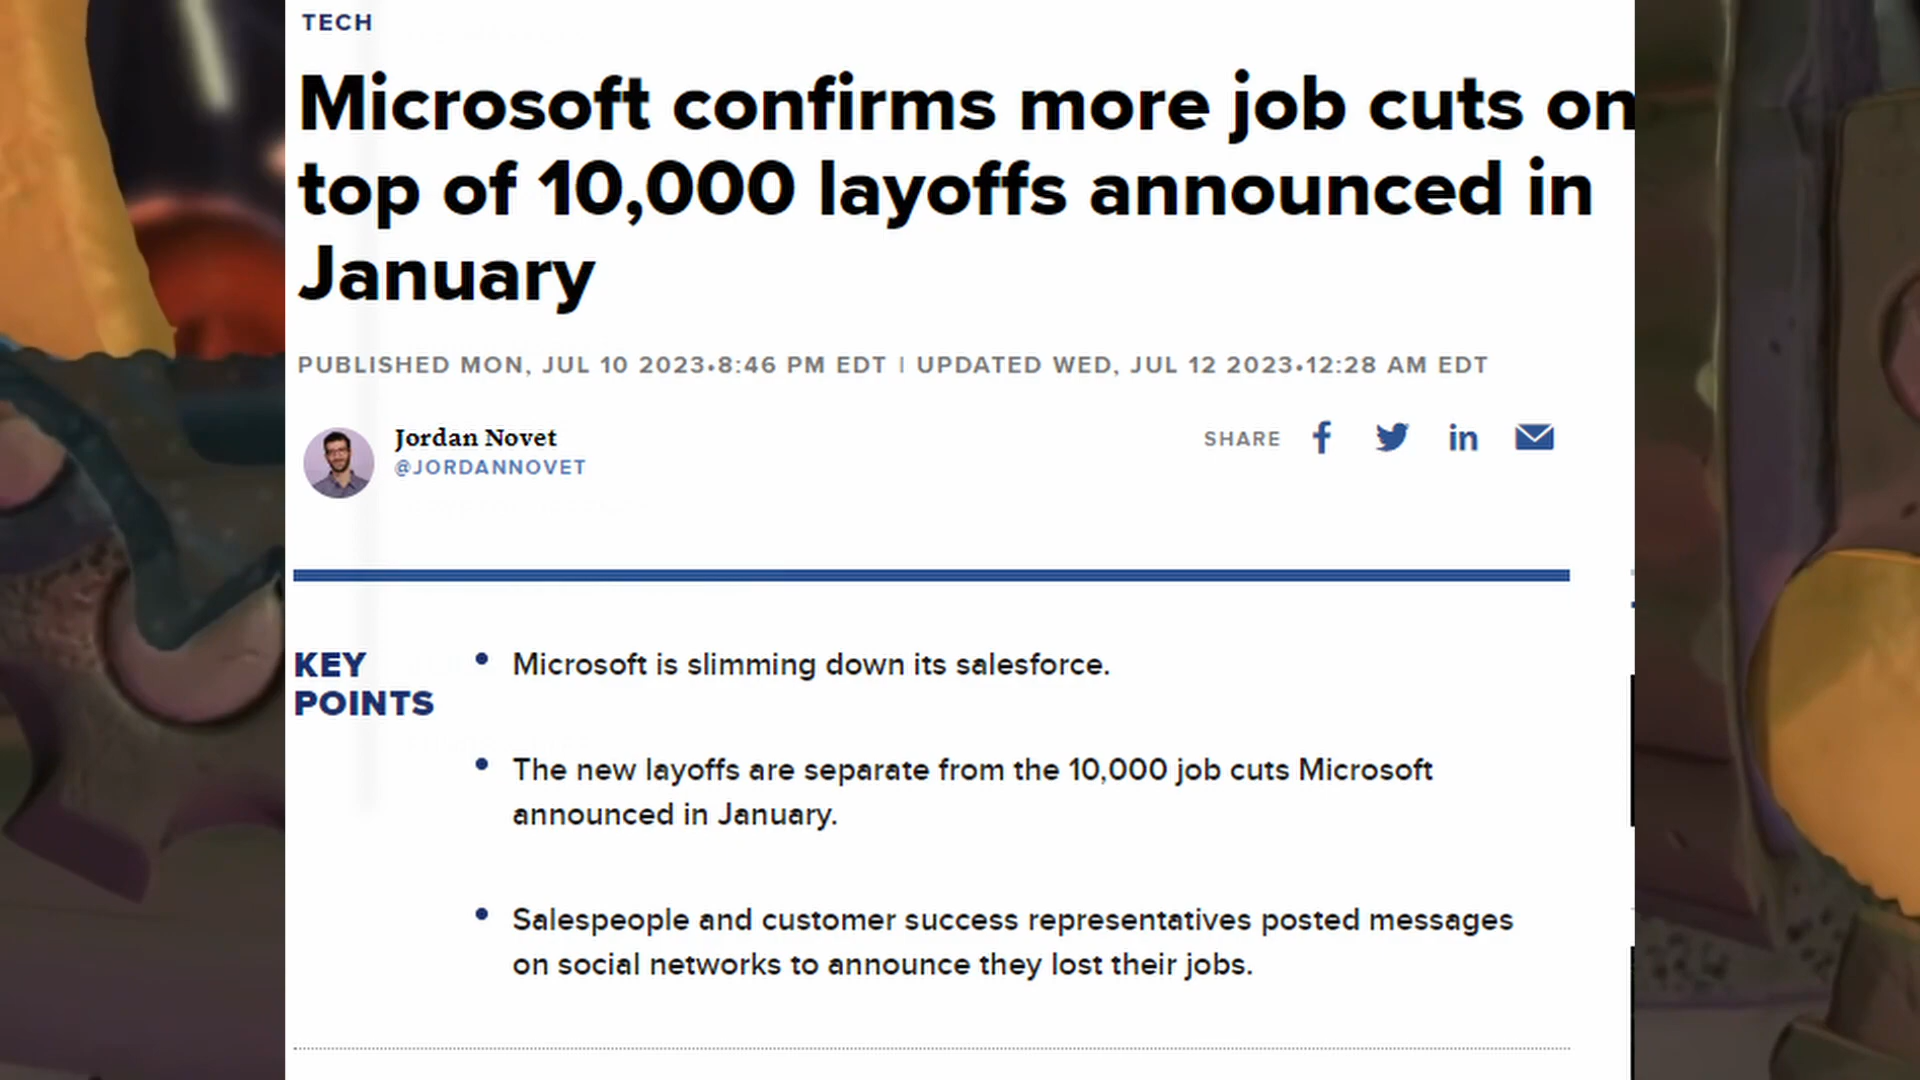 TECH
Microsoft confirms more job cuts on
top of 10,000 layoffs announced in
January
PUBLISHED MON, JUL 10 2023•8:46 PM EDT | UPDATED WED, JUL 12 2023•12:28 AM EDT
Jordan Novet
@JORDANNOVET
SHARE
KEY
POINTS
• Microsoft is slimming down its salesforce.
• The new layoffs are separate from the 10,000 job cuts Microsoft
announced in January.
• Salespeople and customer success representatives posted messages
on social networks to announce they lost their jobs.